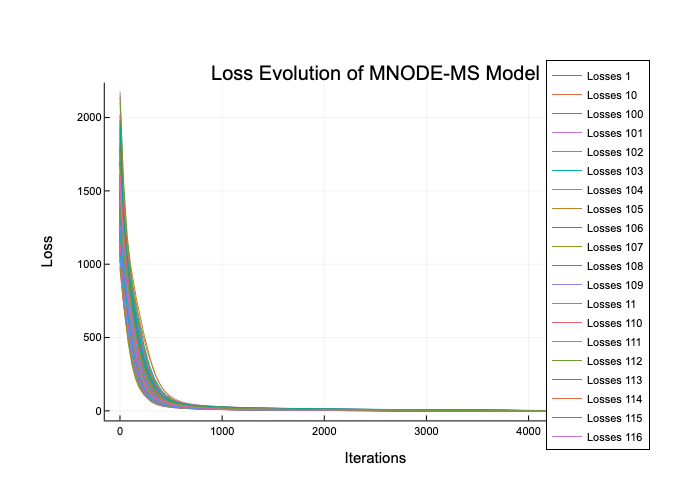 Loss Evolution of MNODE-MS Model
Loss
2000
1500
1000
500
0
0
1000
2000
3000
4000
Iterations
Losses 1
Losses 10
Losses 100
Losses 101
Losses 102
Losses 103
Losses 104
Losses 105
Losses 106
Losses 107
Losses 108
Losses 109
Losses 11
Losses 110
Losses 111
Losses 112
Losses 113
Losses 114
Losses 115
Losses 116